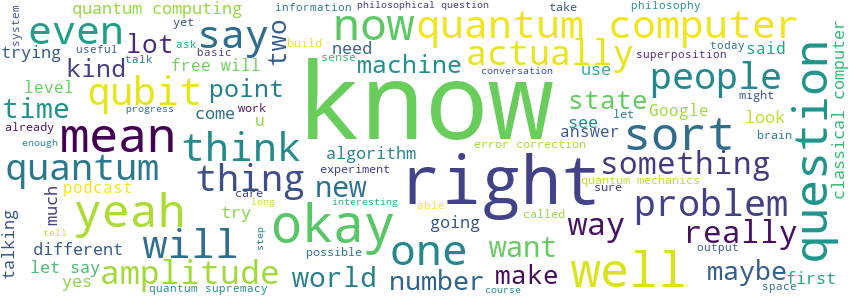 system
quantum computing
yet
ask
useful
basic
information
philosophical question
take
philosophy
trying
even
talk
say
two
build
now
quantum computer
today
said
lot
need
actually
superposition
might
kind
free will
sense
machine
conversation
use
people
level
qubit
point
know
state
Google
look
time
progress
come
work
u
see
answer
let
brain
already
mean
think
algorithm
error correction
sort
enough
experiment
right
something
question
classical computer
quantum
thing
new
quantum mechanics
sure
podcast
care
long
interesting
able
problem
much
try
going
called
way
really
yeah
okay
one
talking
different
will
step
possible
want
output
let say
world
make
well
maybe
first
yes
amplitude
number
space
tell
quantum supremacy
course